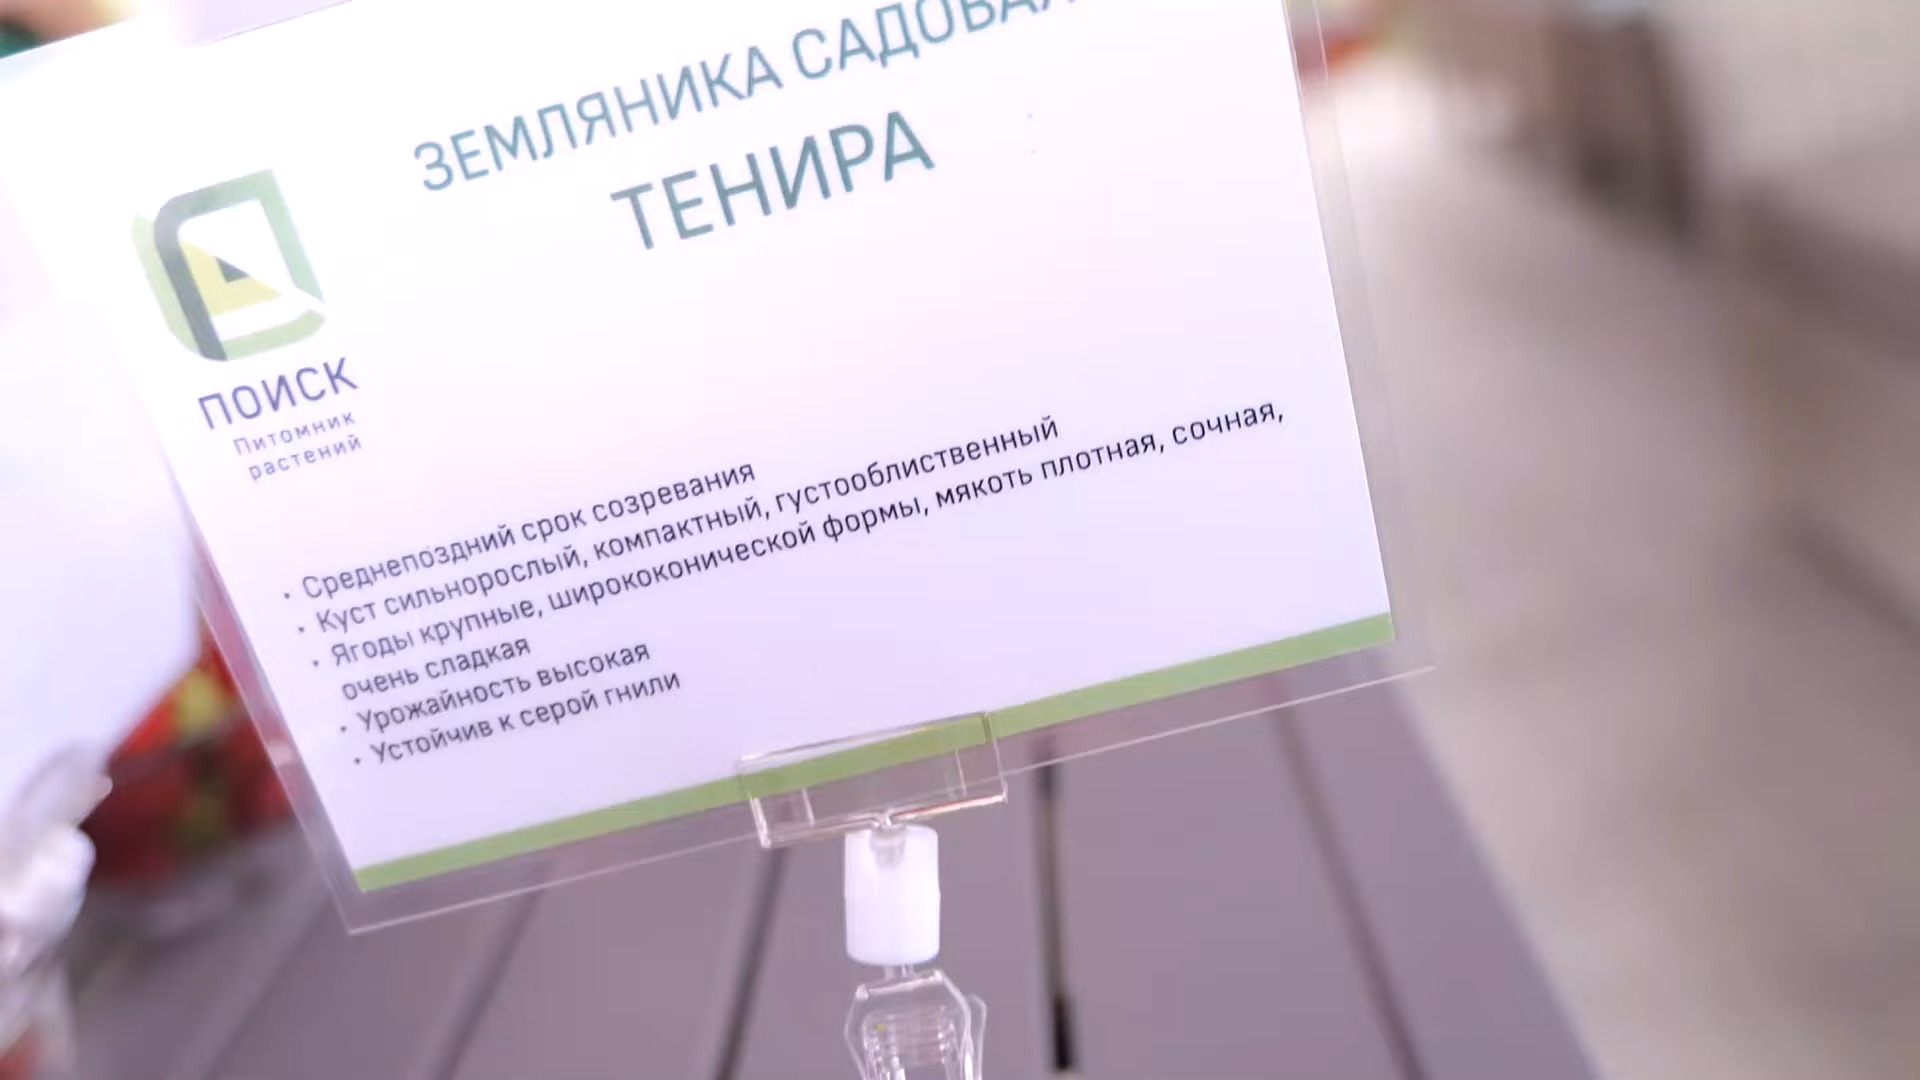 ЗЕМЛЯНИКА САДОВАЯ
ТЕНИРА
ПОИСК
Питомник
растений
• Среднепоздний срок созревания
• Куст сильнорослый, компактный, густооблиственный
• Ягоды крупные, ширококонической формы, мякоть плотная, сочная,
очень сладкая
• Урожайность высокая
• Устойчив к серой гнили